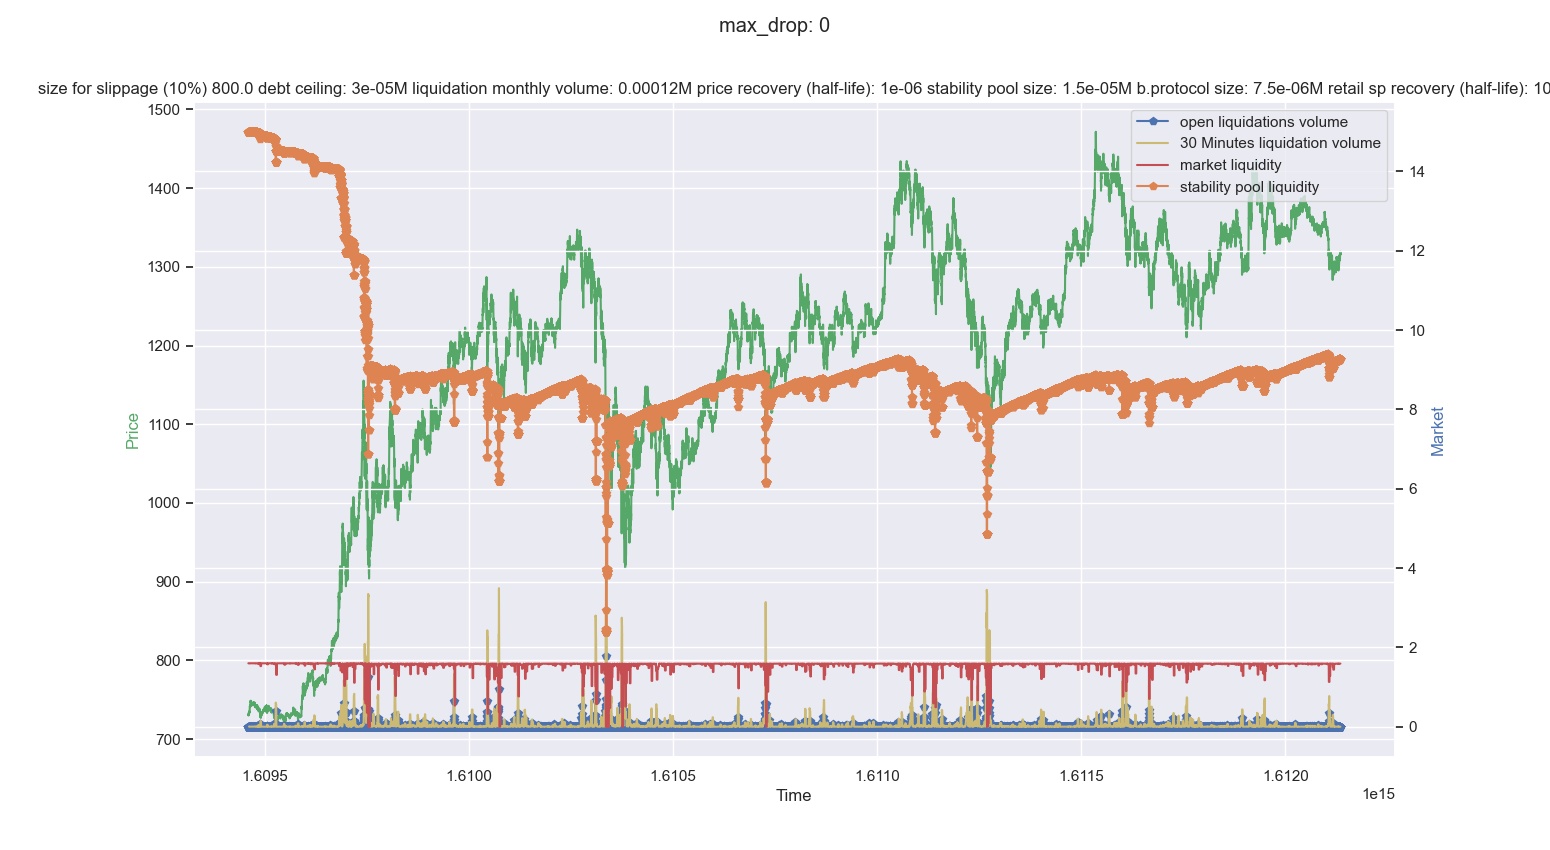 max_drop: 0
size for slippage (10%) 800.0 debt ceiling: 3e-05M liquidation monthly volume: 0.00012M price recovery (half-life): 1e-06 stability pool size: 1.5e-05M b.protocol size: 7.5e-06M retail sp recovery (half-life): 10
open liquidations volume
30 Minutes liquidation volume
market liquidity
stability pool liquidity
1500
1400
1300
1200
1100
1000
900
800
700
Price
14
12
10
8
6
4
2
0
Market
1.6095 1.6100 1.6105 1.6110 1.6115 1.6120
Time
1e15